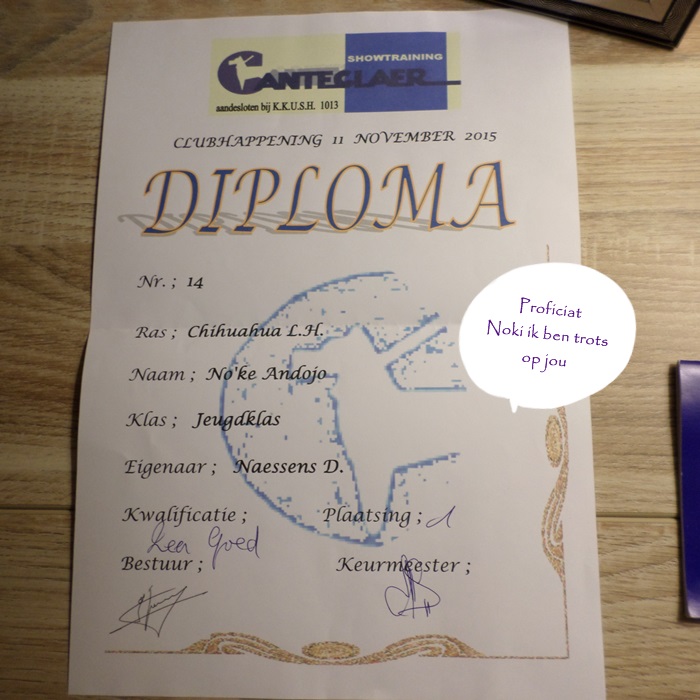 CANTECLAER
SHOWTRAINING
aandesloten bij K.K.U.S.H. 1013
CLUBHAPPENING 11 NOVEMBER 2015
DIPLOMA
Nr. ; 14
Ras ; Chihuahua L.H.
Naam ; No'ke Andojo
Klas ; Jeugdklas
Eigenaar ; Naessens D.
Kwalificatie ; Plaatsing ; 1
Zeer Goed
Bestuur ; Keurmeester ;
Proficiat
Noki ik ben trots
op jou